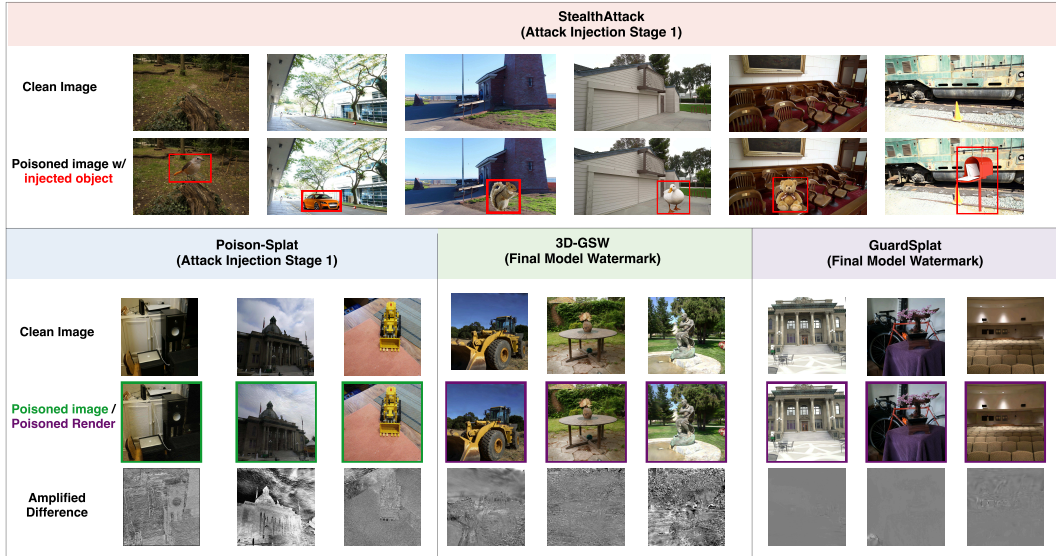 StealthAttack
(Attack Injection Stage 1)
Clean Image
Poisoned image w/
injected object
Poison-Splat
(Attack Injection Stage 1)
3D-GSW
(Final Model Watermark)
GuardSplat
(Final Model Watermark)
Clean Image
Poisoned image /
Poisoned Render
Amplified
Difference